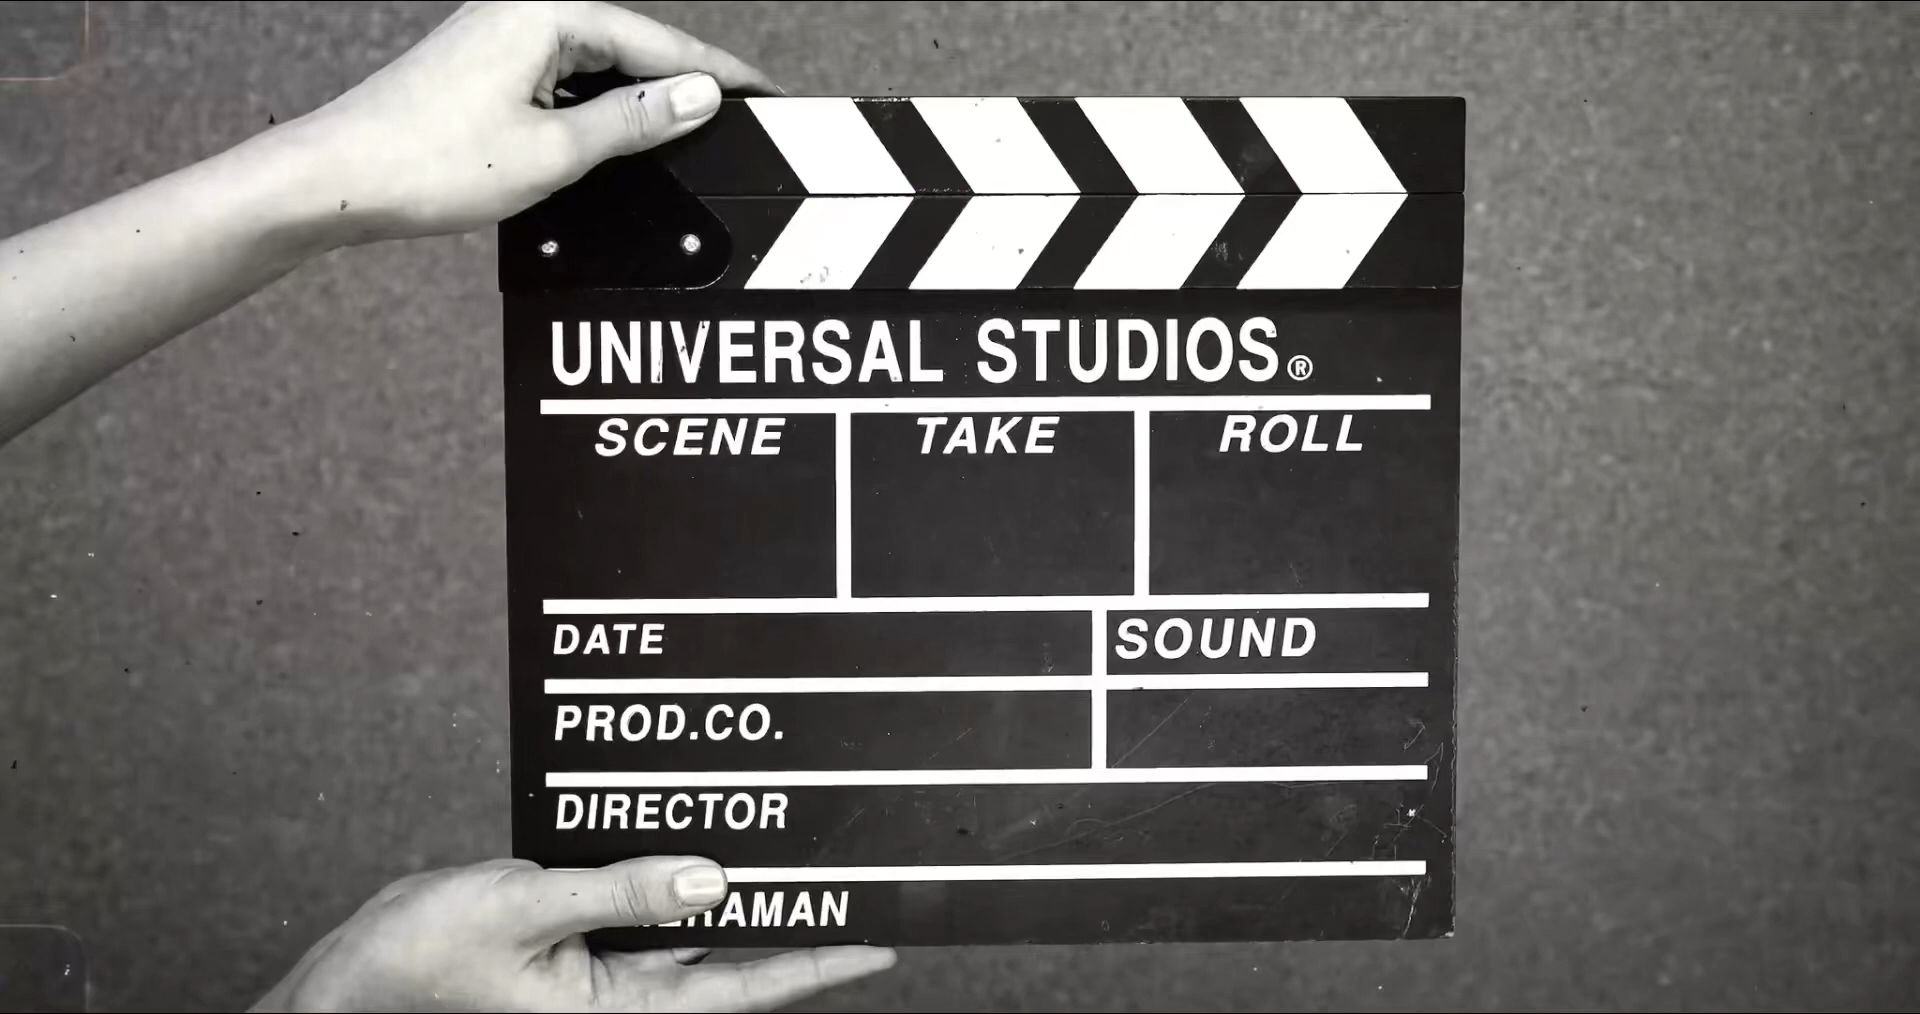 UNIVERSAL STUDIOS®
SCENE TAKE ROLL
DATE SOUND
PROD.CO.
DIRECTOR